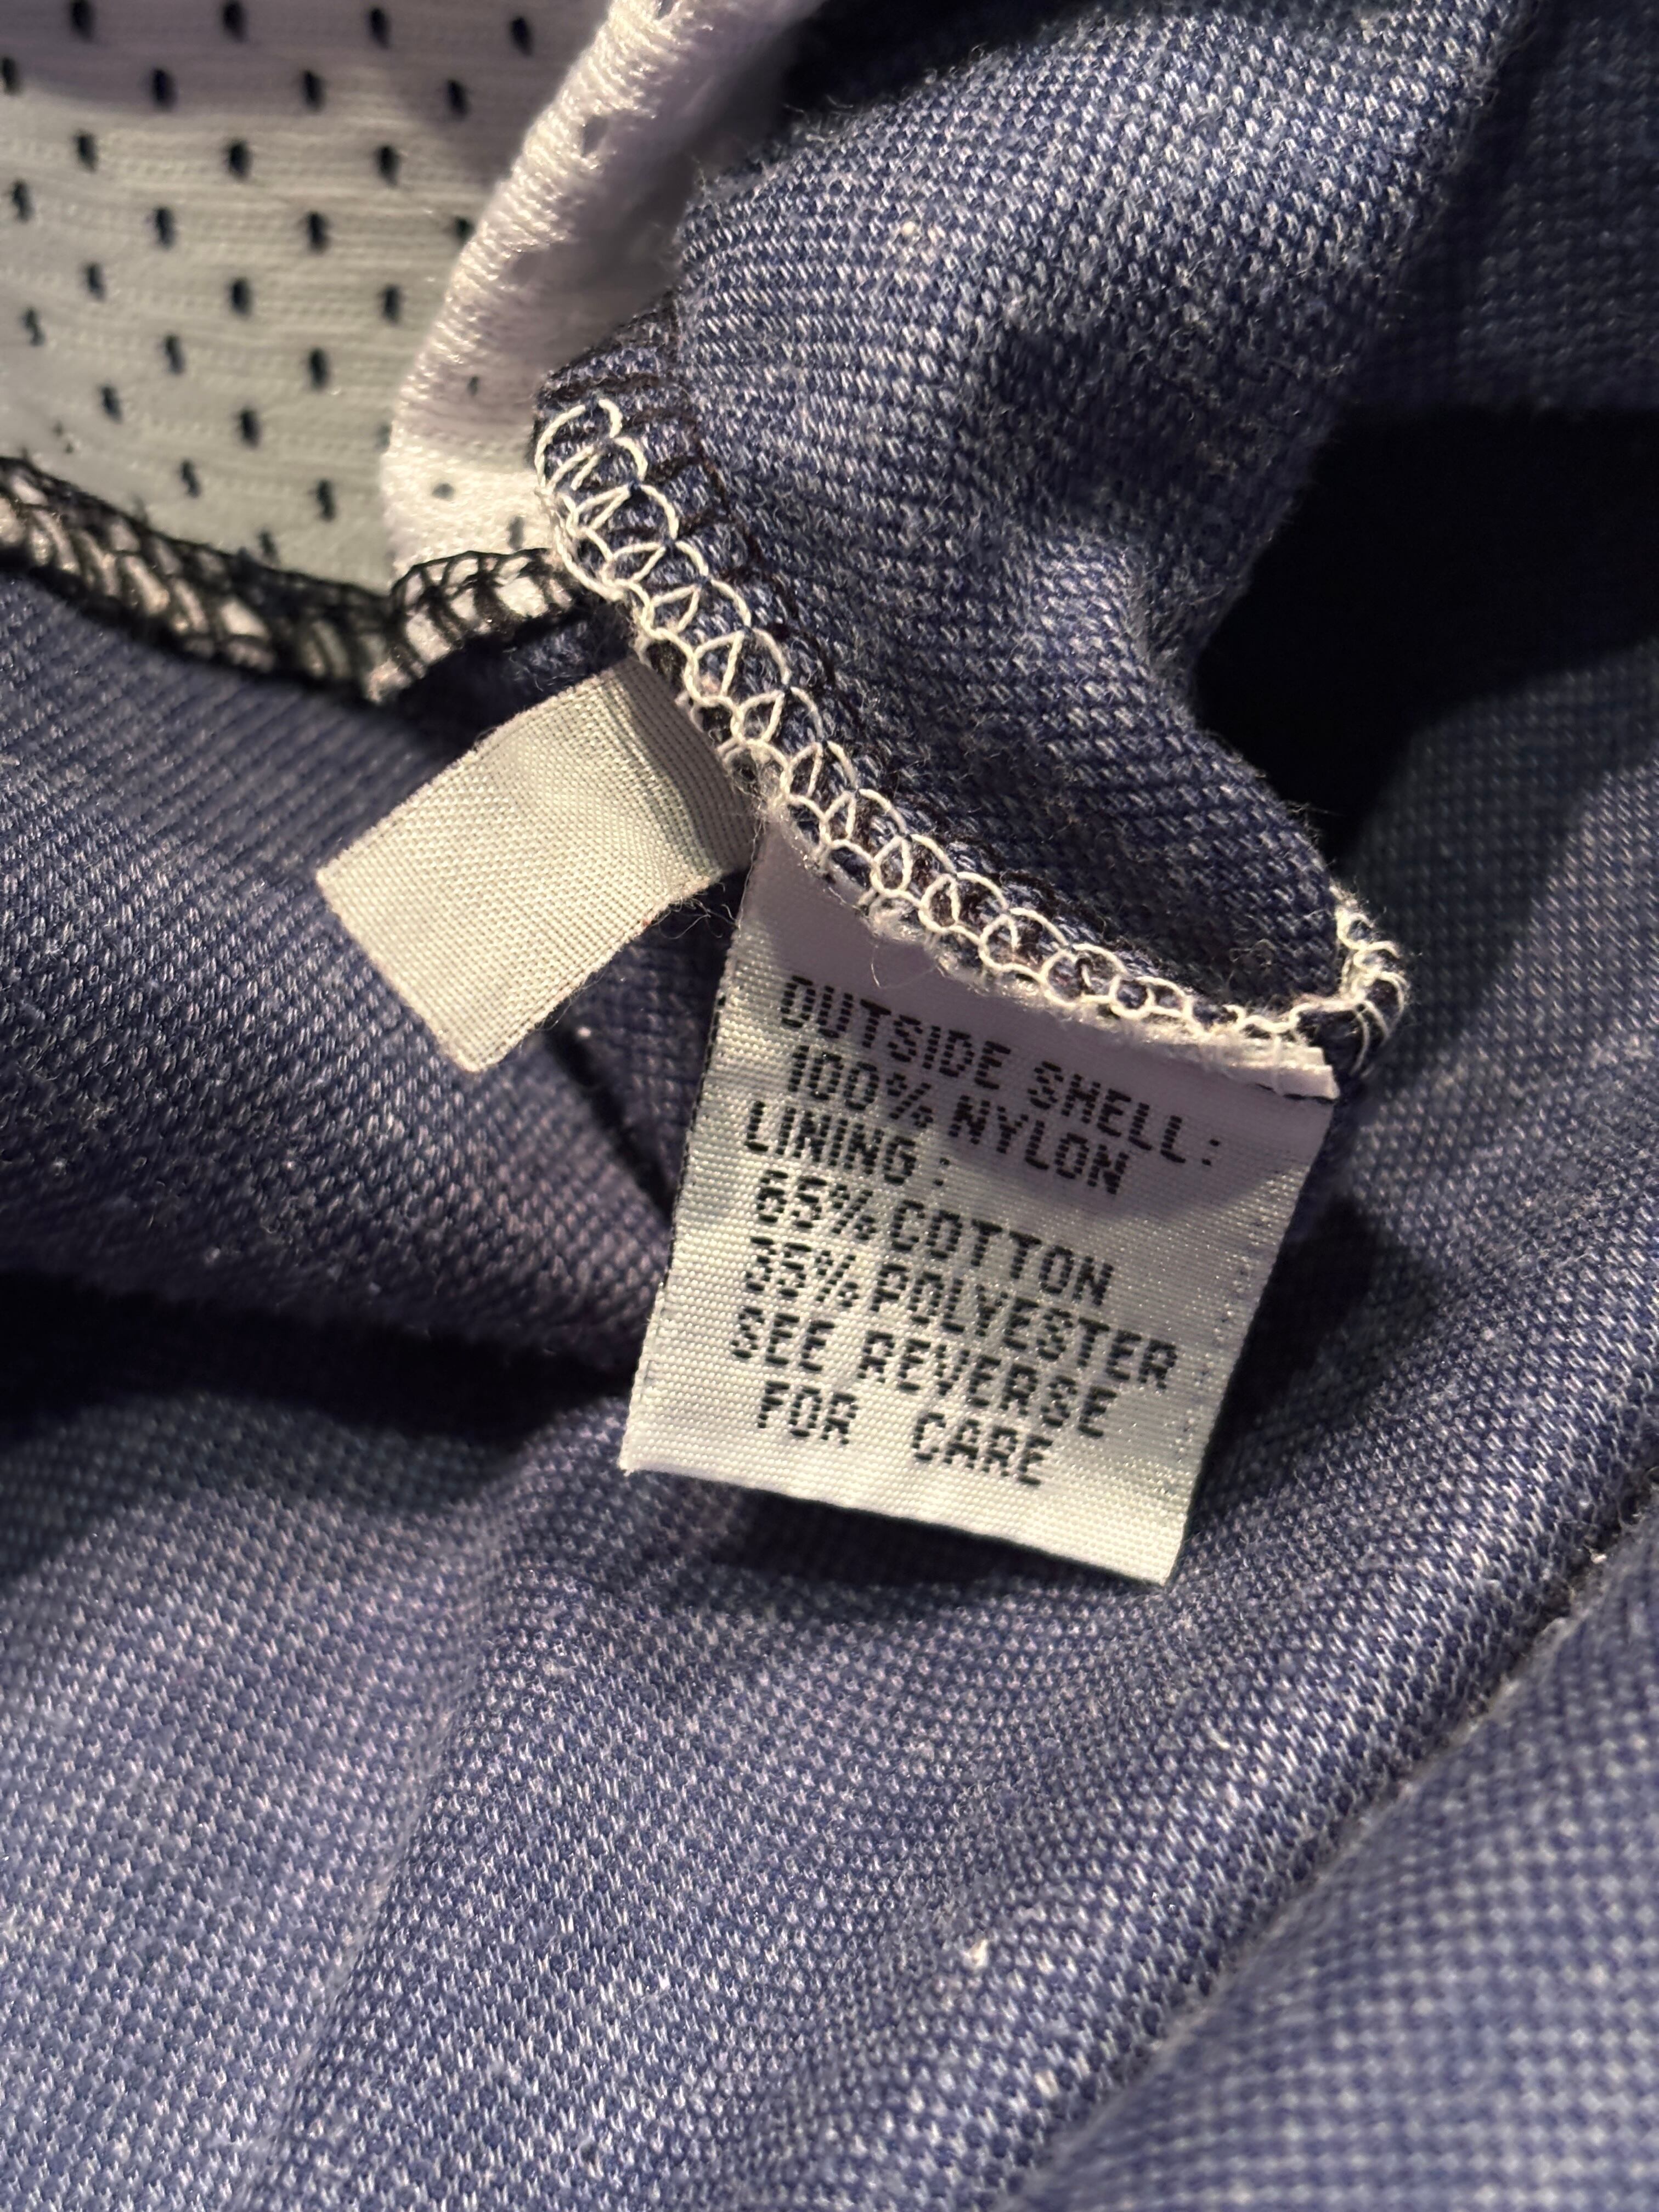 OUTSIDE SHELL:
100% NYLON
LINING :
65% COTTON
35% POLYESTER
SEE REVERSE
FOR CARE